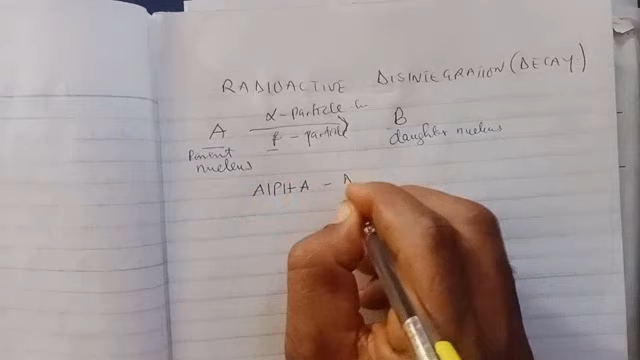 RADIOACTIVE DISINTEGRATION (DECAY)
α-Particle
A β - particle B
Parent daughter nucleus
nucleus
AlPHA -